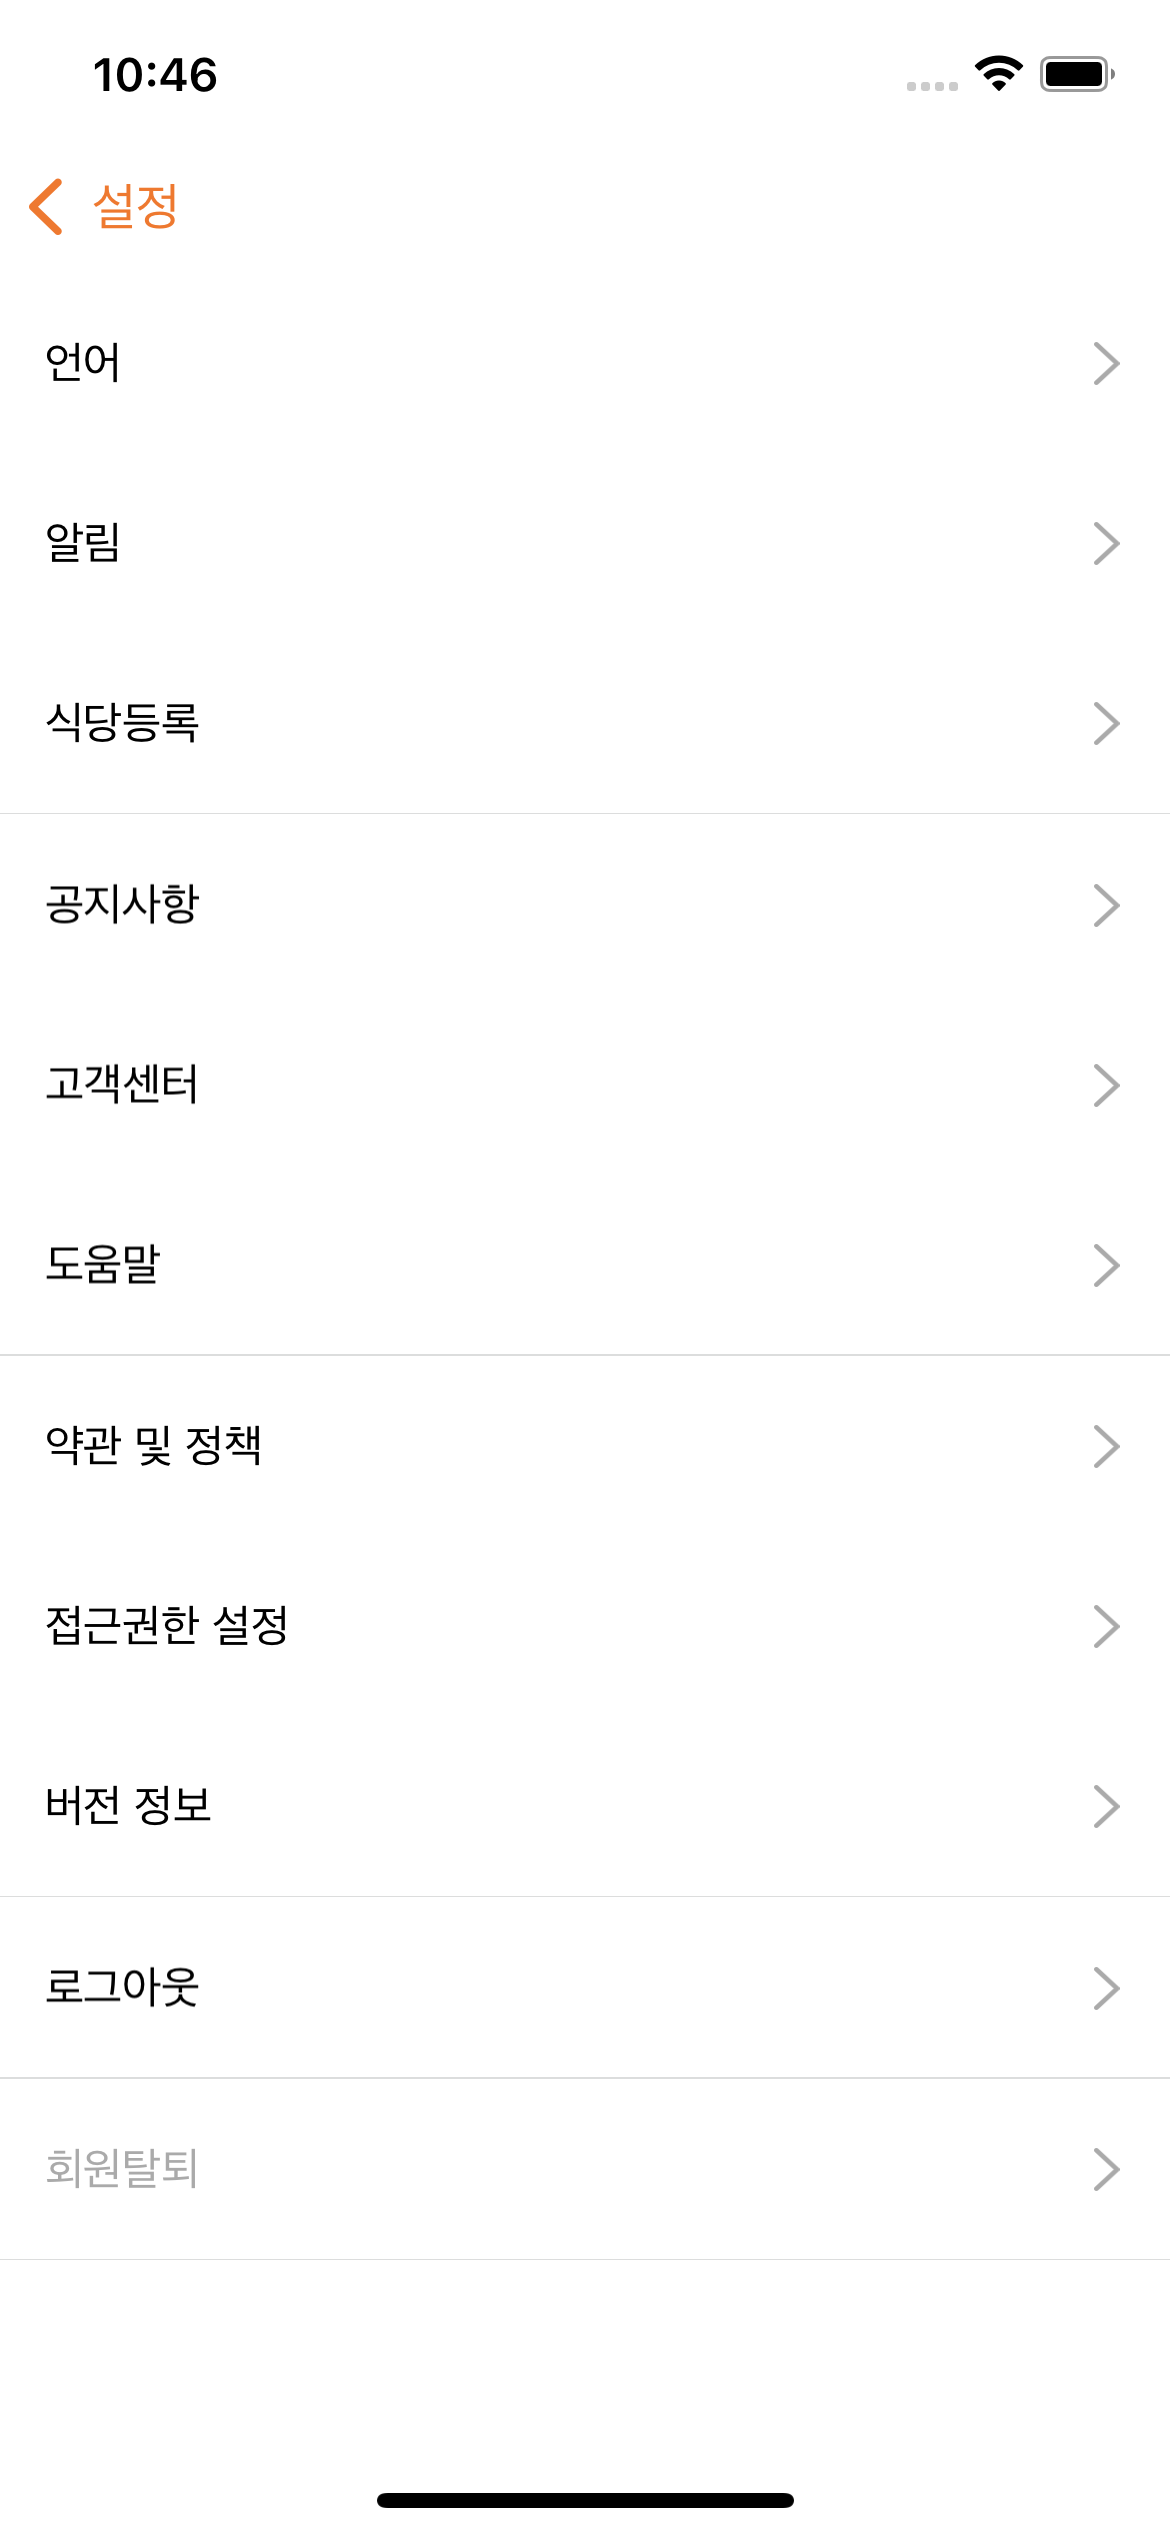 10:46
설정
언어
알림
식당등록
공지사항
고객센터
도움말
약관 및 정책
접근권한 설정
버전 정보
로그아웃
회원탈퇴